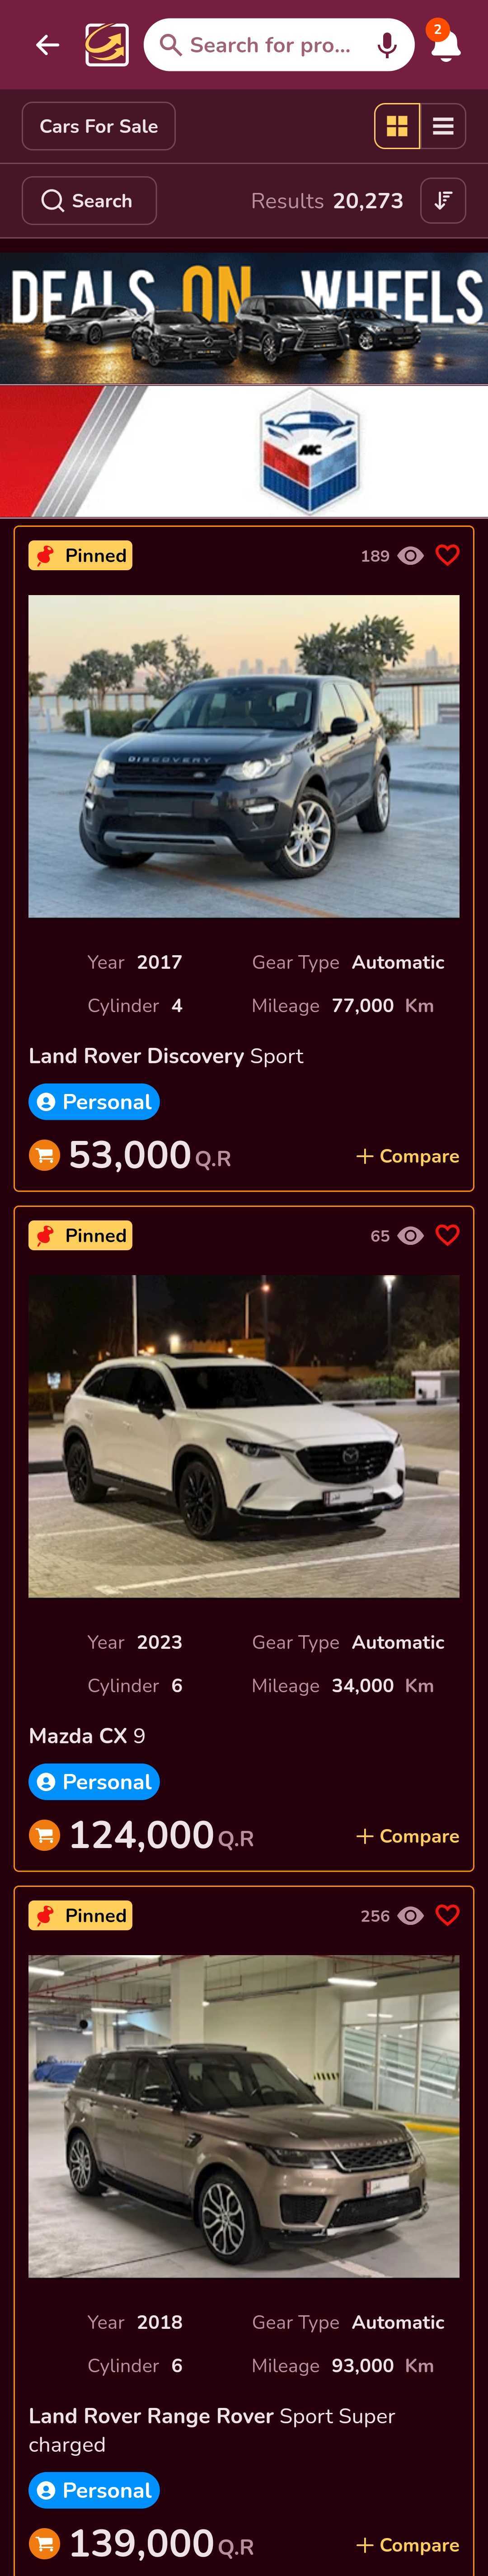 Search for pro...
2
Cars For Sale
Search
Results 20,273
DEALS ON WHEELS
MC
Pinned
189
DISCOVERY
Year 2017
Gear Type Automatic
Cylinder 4
Mileage 77,000 Km
Land Rover Discovery Sport
Personal
53,000 Q.R
+ Compare
Pinned
65
Year 2023
Gear Type Automatic
Cylinder 6
Mileage 34,000 Km
Mazda CX 9
Personal
124,000 Q.R
+ Compare
Pinned
256
Year 2018
Gear Type Automatic
Cylinder 6
Mileage 93,000 Km
Land Rover Range Rover Sport Super
charged
Personal
139,000 Q.R
+ Compare